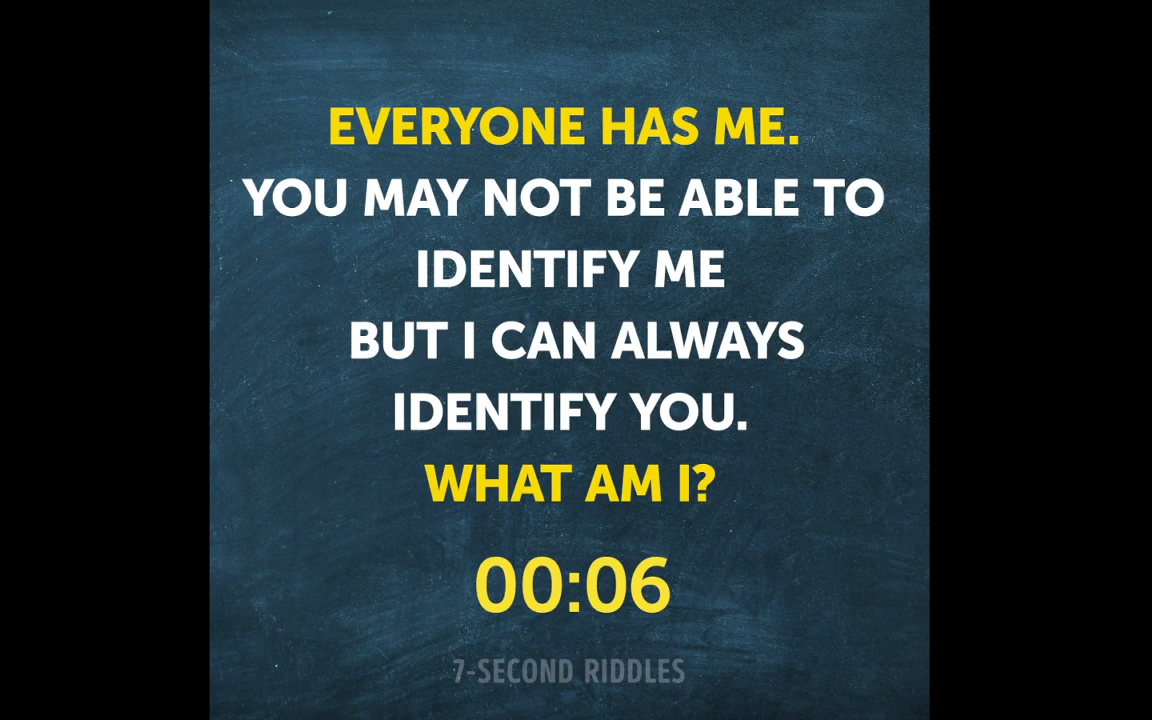 EVERYONE HAS ME.
YOU MAY NOT BE ABLE TO
IDENTIFY ME
BUT I CAN ALWAYS
IDENTIFY YOU.
WHAT AM I?
00:06
7-SECOND RIDDLES